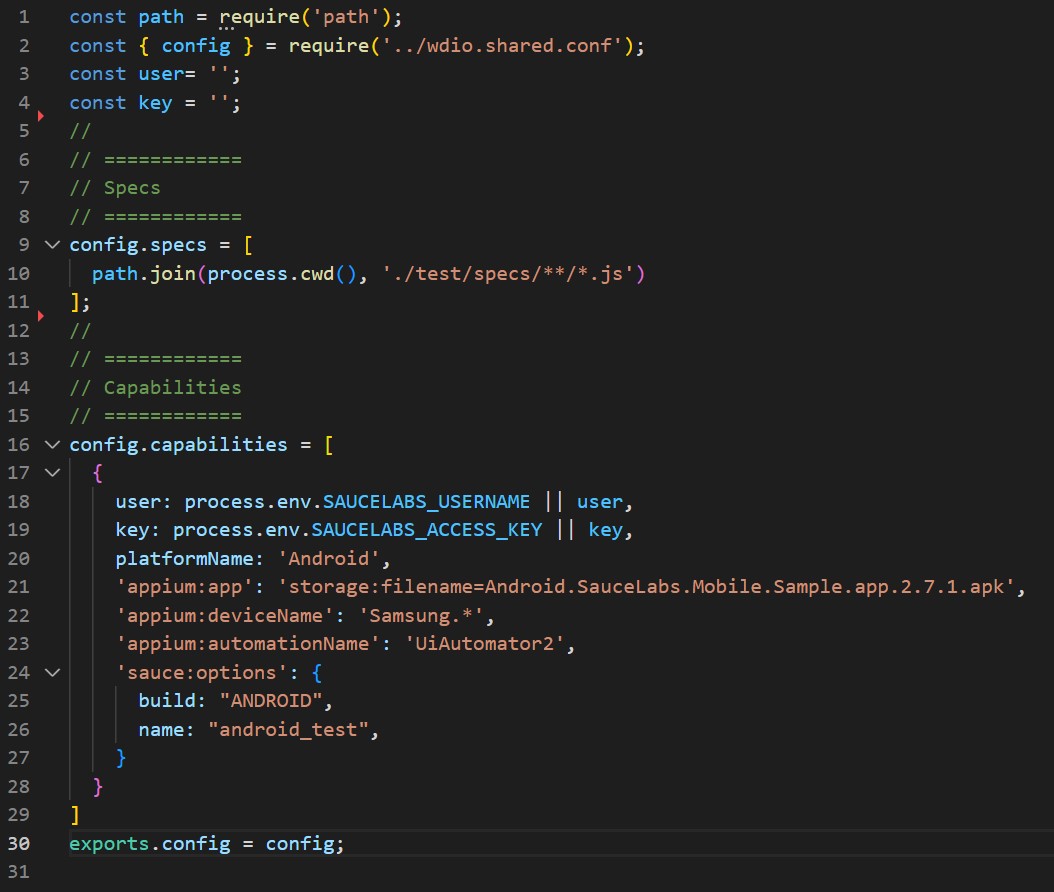 1 const path = require('path');
2 const { config } = require('../wdio.shared.conf');
3 const user= '';
4 const key = '';
5 //
6 // ============
7 // Specs
8 // ============
9 config.specs = [
10   path.join(process.cwd(), './test/specs/**/*.js')
11 ];
12 //
13 // ============
14 // Capabilities
15 // ============
16 config.capabilities = [
17   {
18     user: process.env.SAUCELABS_USERNAME || user,
19     key: process.env.SAUCELABS_ACCESS_KEY || key,
20     platformName: 'Android',
21     'appium:app': 'storage:filename=Android.SauceLabs.Mobile.Sample.app.2.7.1.apk',
22     'appium:deviceName': 'Samsung.*',
23     'appium:automationName': 'UiAutomator2',
24     'sauce:options': {
25       build: "ANDROID",
26       name: "android_test",
27     }
28   }
29 ]
30 exports.config = config;
31